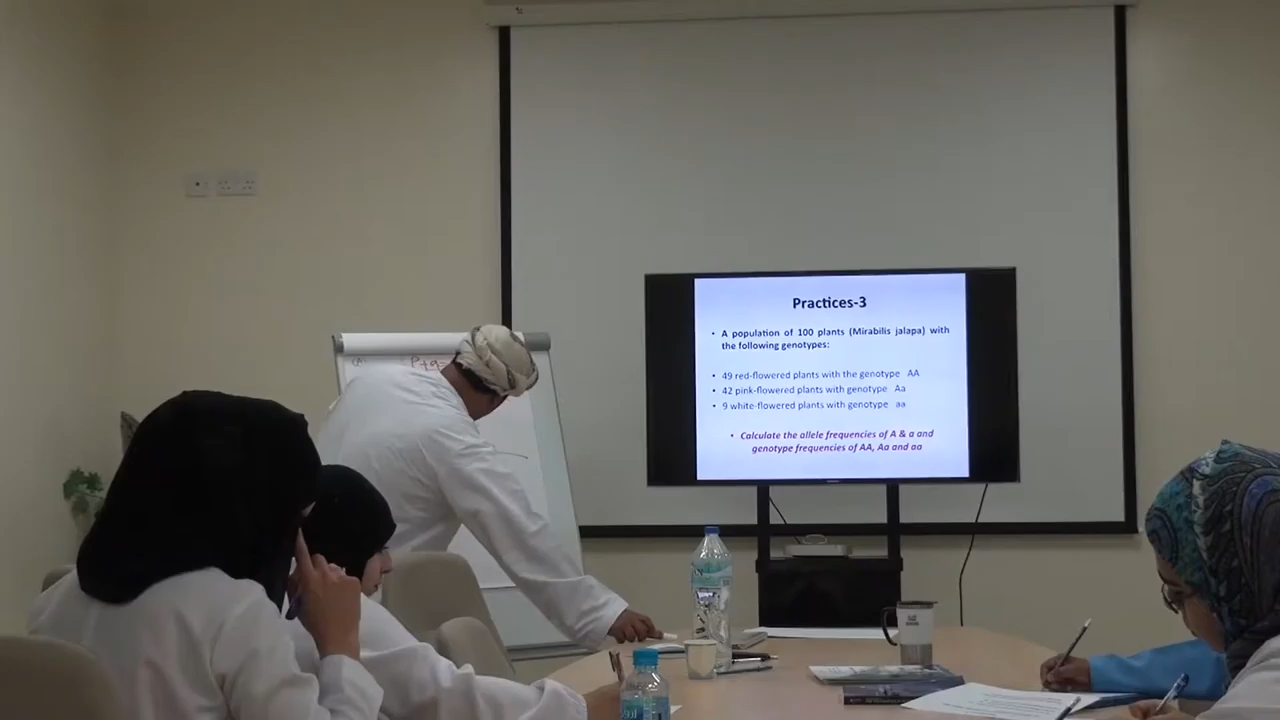 P+q=
Practices-3
• A population of 100 plants (Mirabilis jalapa) with
the following genotypes:
• 49 red-flowered plants with the genotype AA
• 42 pink-flowered plants with genotype Aa
• 9 white-flowered plants with genotype aa
• Calculate the allele frequencies of A & a and
genotype frequencies of AA, Aa and aa